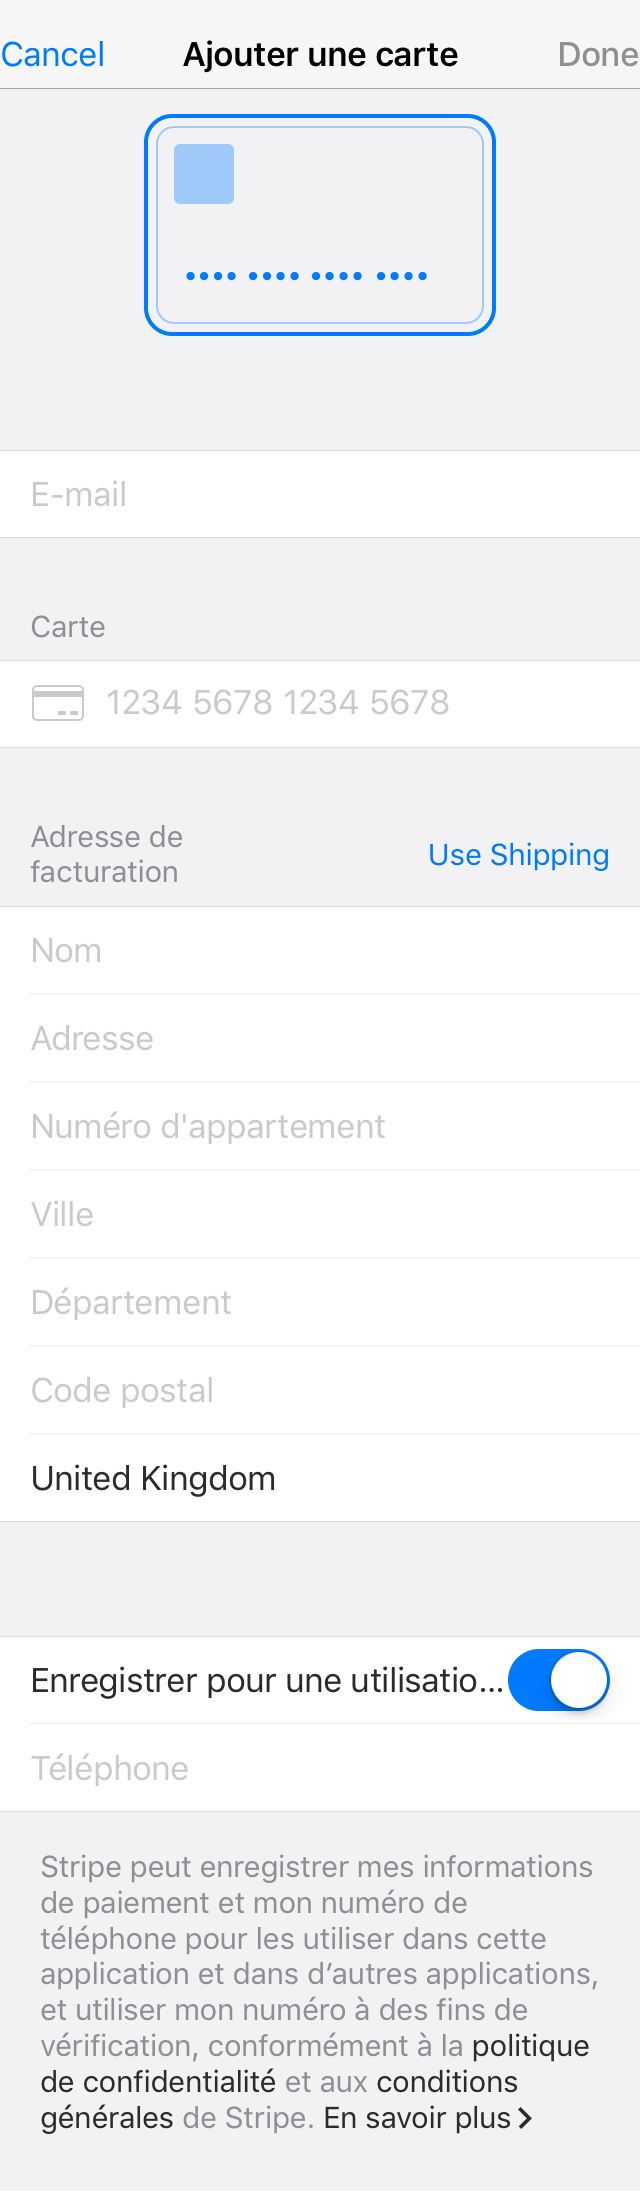 Cancel Ajouter une carte Done
•••• •••• •••• ••••
E-mail
Carte
1234 5678 1234 5678
Adresse de
facturation
Use Shipping
Nom
Adresse
Numéro d'appartement
Ville
Département
Code postal
United Kingdom
Enregistrer pour une utilisatio...
Téléphone
Stripe peut enregistrer mes informations
de paiement et mon numéro de
téléphone pour les utiliser dans cette
application et dans d’autres applications,
et utiliser mon numéro à des fins de
vérification, conformément à la politique
de confidentialité et aux conditions
générales de Stripe. En savoir plus